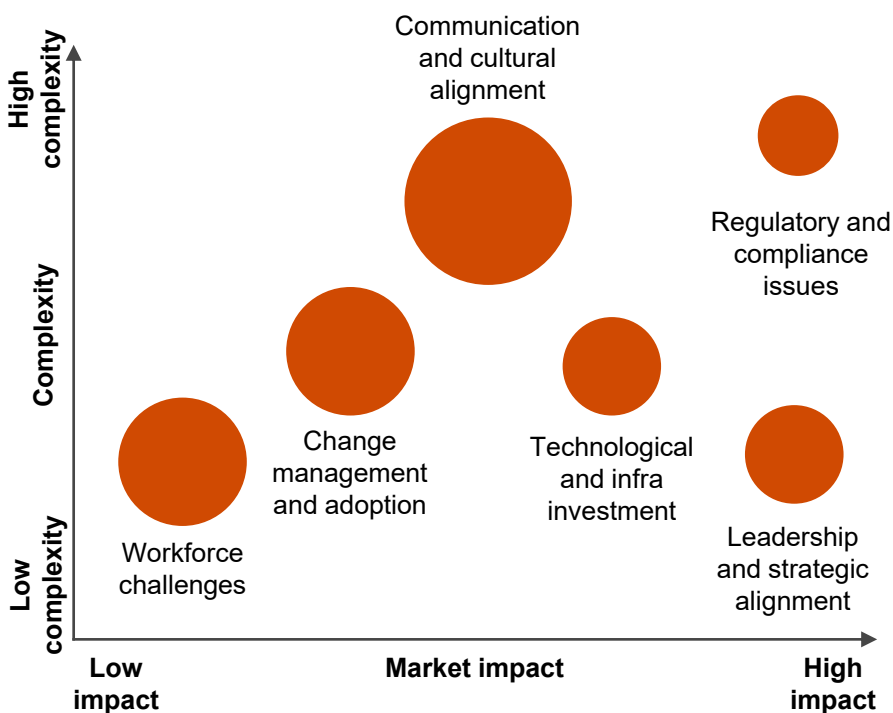 Communication
and cultural
alignment
High
complexity
Regulatory and
compliance
issues
Complexity
Change
management
and adoption
Technological
and infra
investment
Leadership
and strategic
alignment
Workforce
challenges
Low
complexity
Low
impact
Market impact
High
impact